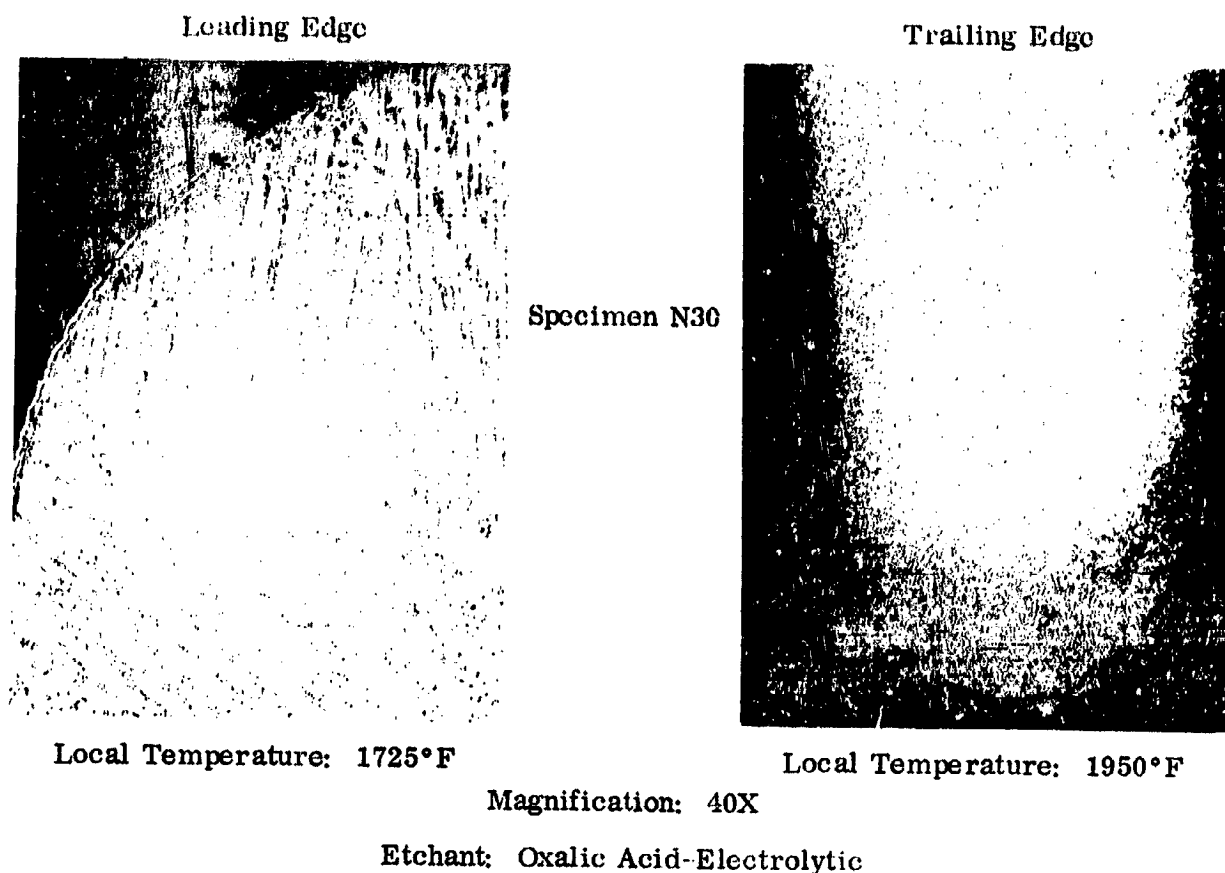 Leading Edge
Trailing Edge
Specimen N30
Local Temperature: 1725°F
Local Temperature: 1950°F
Magnification: 40X
Etchant: Oxalic Acid-Electrolytic